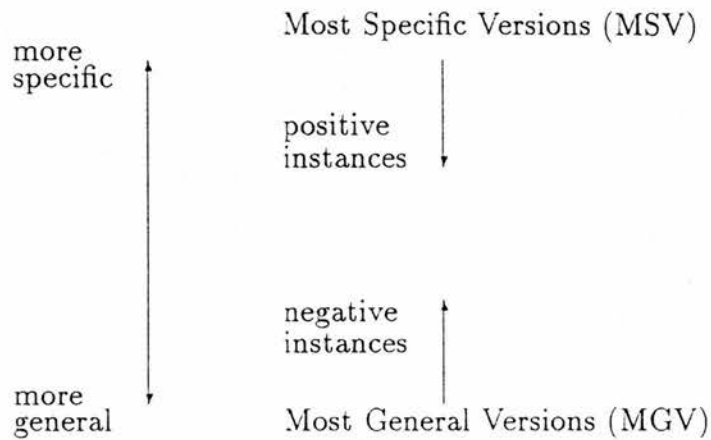 Most Specific Versions (MSV)
more
specific
positive
instances
negative
instances
more
general
Most General Versions (MGV)